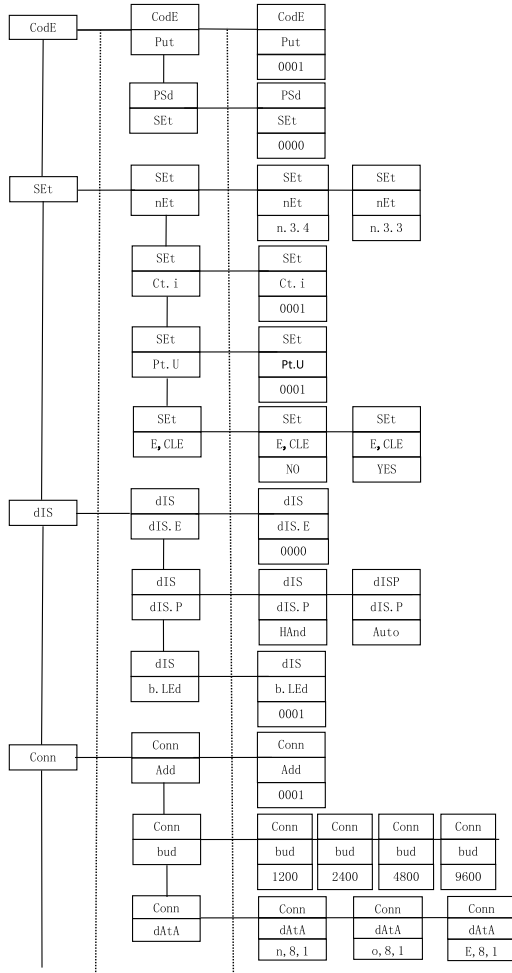 CodE
CodE
Put
CodE
Put
0001
PSd
SEt
PSd
SEt
0000
SEt
SEt
nEt
SEt
nEt
n.3.4
SEt
nEt
n.3.3
SEt
Ct.i
SEt
Ct.i
0001
SEt
Pt.U
SEt
Pt.U
0001
SEt
E,CLE
SEt
E,CLE
NO
SEt
E,CLE
YES
dIS
dIS
dIS.E
dIS
dIS.E
0000
dIS
dIS.P
dIS
dIS.P
HAnd
dISP
dIS.P
Auto
dIS
b.LEd
dIS
b.LEd
0001
Conn
Conn
Add
Conn
Add
0001
Conn
bud
Conn
bud
1200
Conn
bud
2400
Conn
bud
4800
Conn
bud
9600
Conn
dAtA
Conn
dAtA
n,8,1
Conn
dAtA
o,8,1
Conn
dAtA
E,8,1